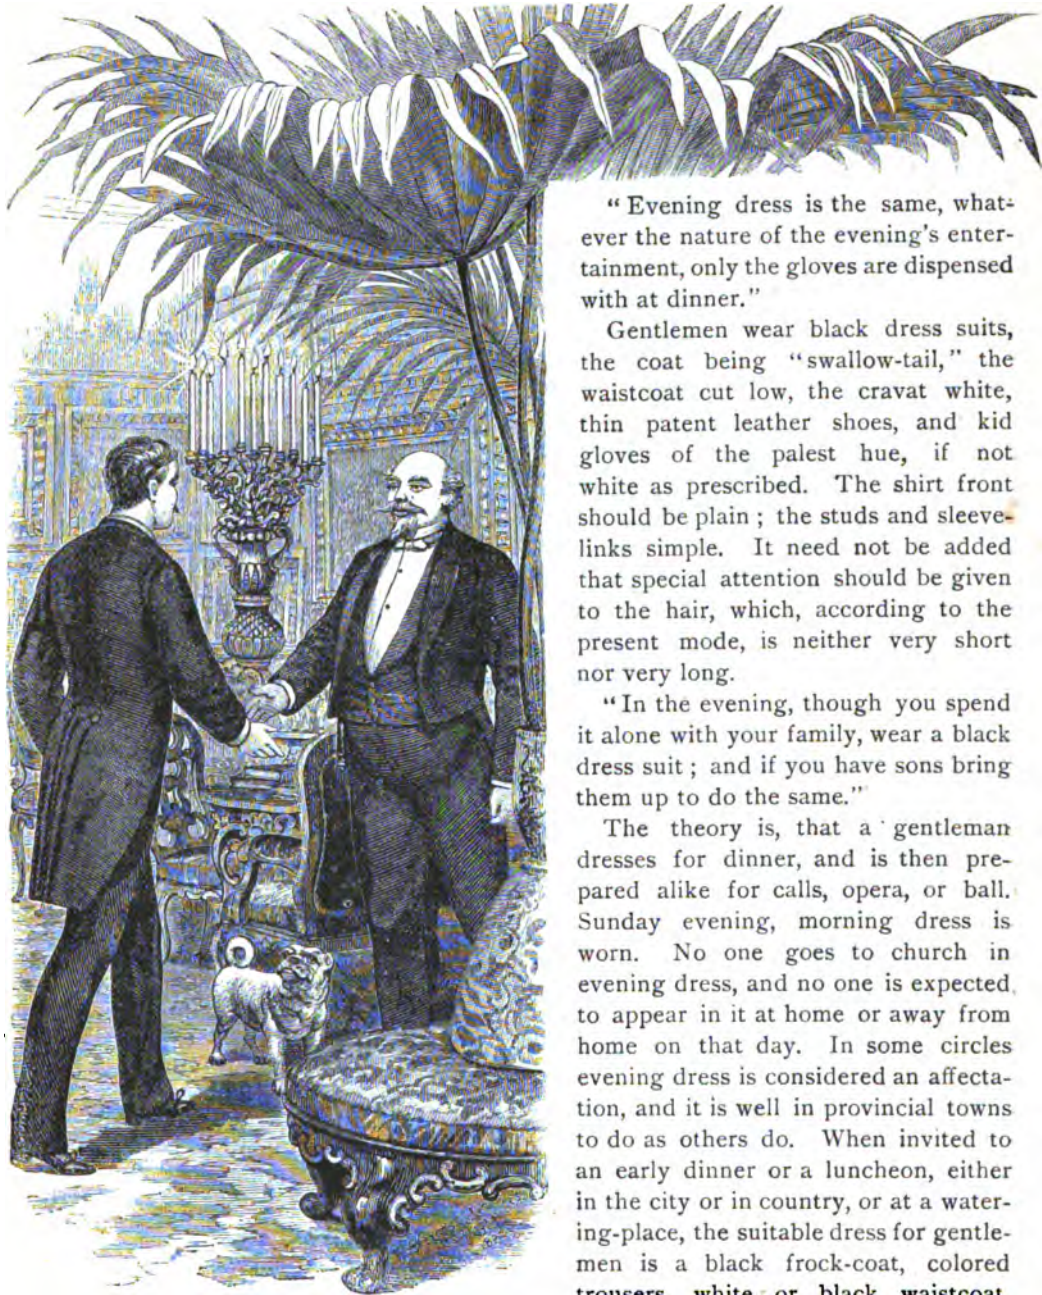 “ Evening dress is the same, what-
ever the nature of the evening's enter-
tainment, only the gloves are dispensed
with at dinner.”
Gentlemen wear black dress suits,
the coat being “swallow-tail,” the
waistcoat cut low, the cravat white,
thin patent leather shoes, and kid
gloves of the palest hue, if not
white as prescribed. The shirt front
should be plain ; the studs and sleeve-
links simple. It need not be added
that special attention should be given
to the hair, which, according to the
present mode, is neither very short
nor very long.
“ In the evening, though you spend
it alone with your family, wear a black
dress suit ; and if you have sons bring
them up to do the same.”
The theory is, that a gentleman
dresses for dinner, and is then pre-
pared alike for calls, opera, or ball.
Sunday evening, morning dress is
worn. No one goes to church in
evening dress, and no one is expected
to appear in it at home or away from
home on that day. In some circles
evening dress is considered an affecta-
tion, and it is well in provincial towns
to do as others do. When invited to
an early dinner or a luncheon, either
in the city or in country, or at a water-
ing-place, the suitable dress for gentle-
men is a black frock-coat, colored
trousers, white or black waistcoat,